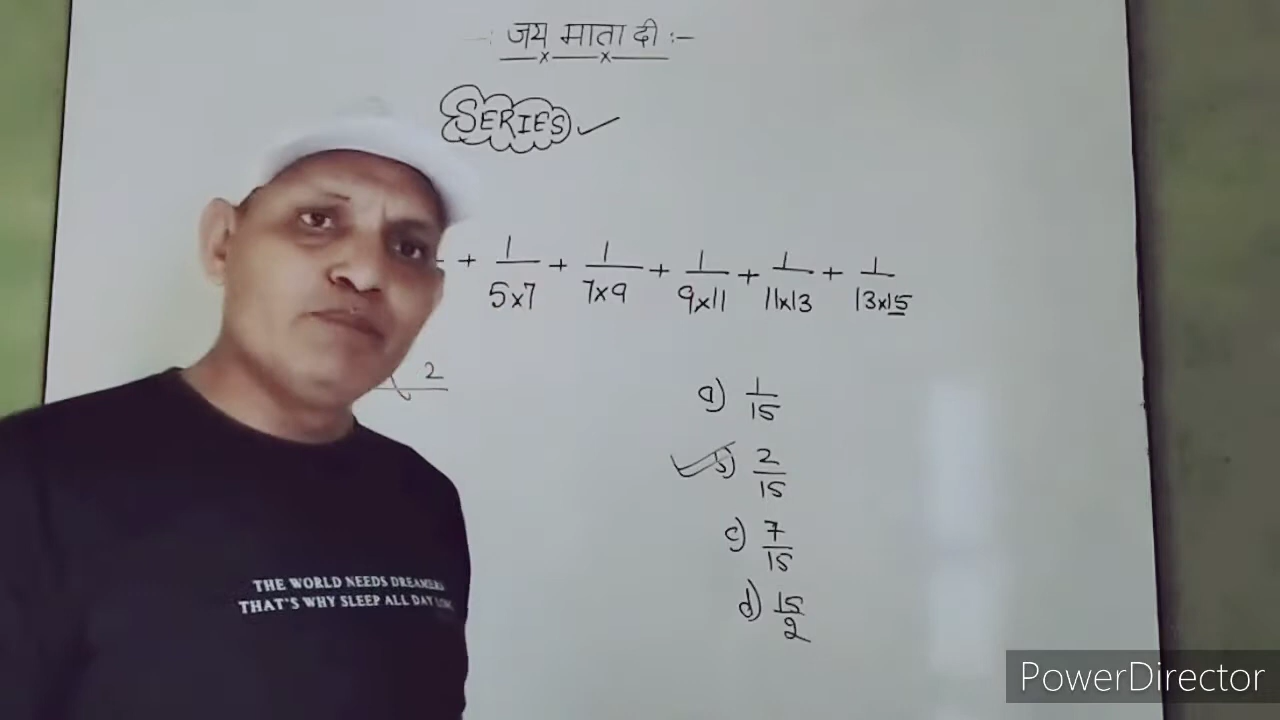 -: जय माता दी :-
SERIES ✓
+ 1/5×7 + 1/7×9 + 1/9×11 + 1/11×13 + 1/13×15
2
a) 1/15
b) 2/15
c) 7/15
d) 15/2
THE WORLD NEEDS DREAMERS
THAT'S WHY SLEEP ALL DAY
PowerDirector